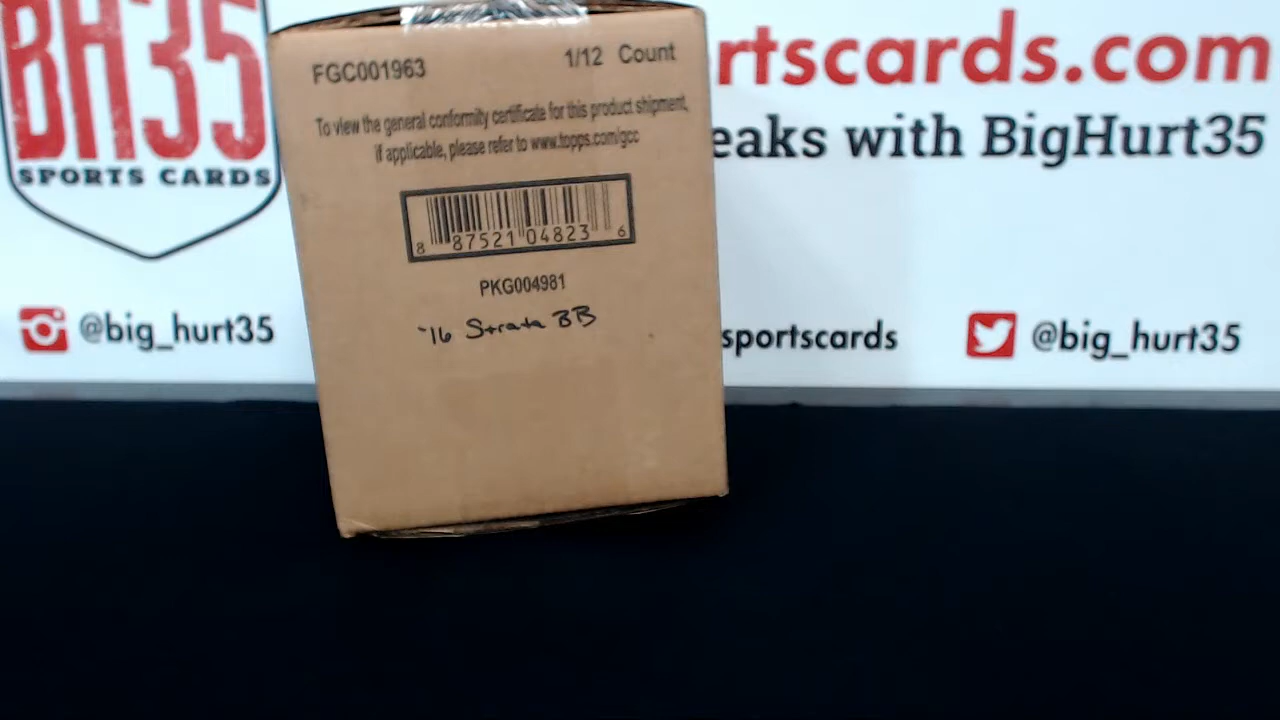 BH35
SPORTS CARDS
FGC001963
1/12 Count
To view the general conformity certificate for this product shipment,
if applicable, please refer to www.topps.com/gcc
8 87521 04823 6
PKG004981
'16 Strata BB
rtscards.com
eaks with BigHurt35
@big_hurt35
sportscards
@big_hurt35